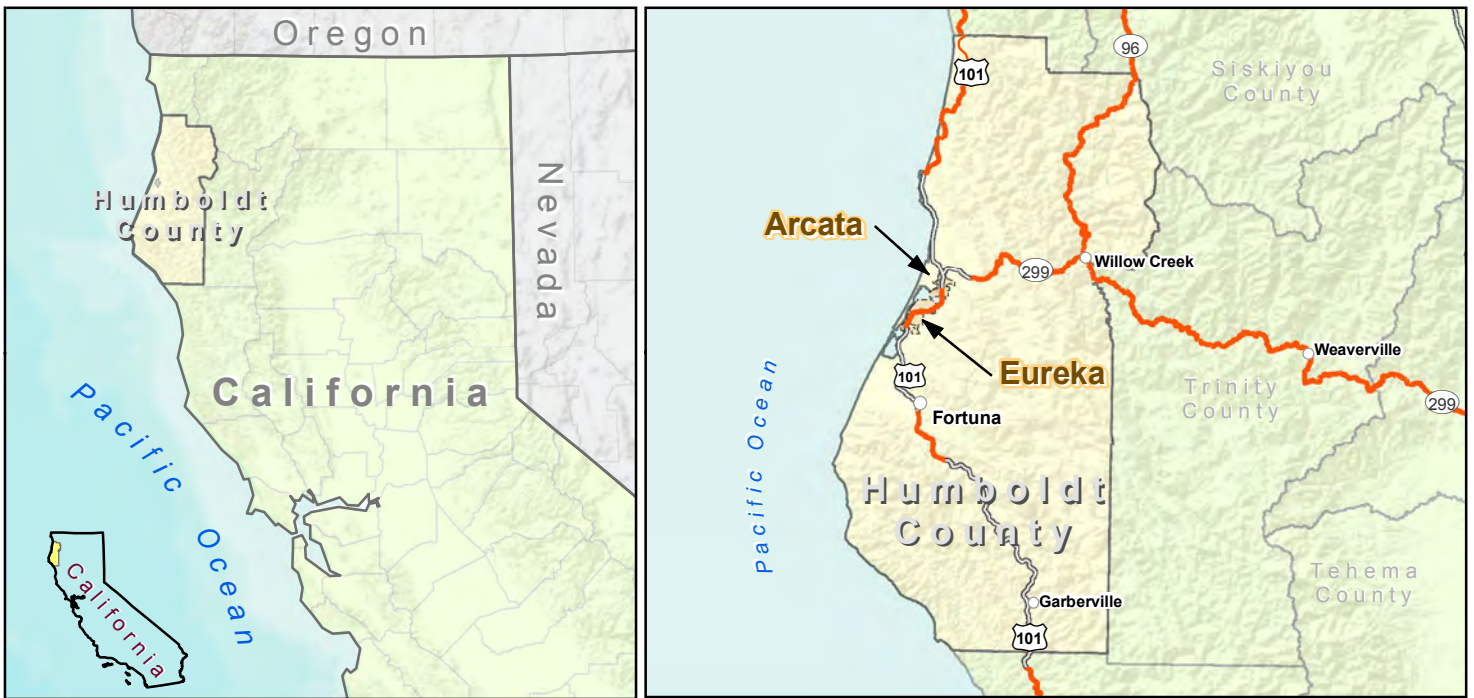 Oregon
Nevada
Humboldt
County
California
Pacific
Ocean
California
101
96
Siskiyou
County
Arcata
Willow Creek
299
Eureka
101
Weaverville
Trinity
County
299
Fortuna
Pacific Ocean
Humboldt
County
Tehema
County
Garberville
101